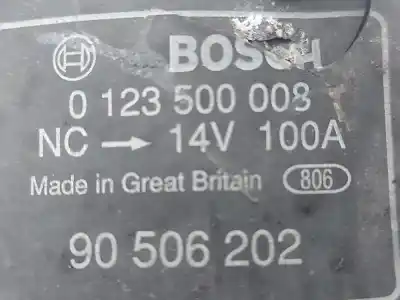 BOSCH
0 123 500 008
NC → 14V 100A
Made in Great Britain 806
90 506 202